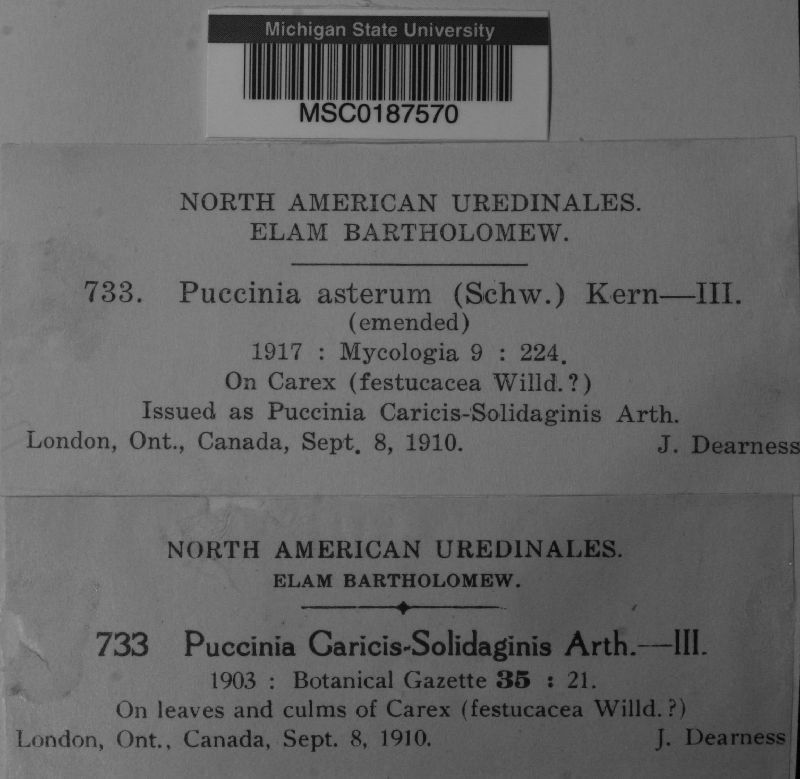 Michigan State University
MSC0187570
NORTH AMERICAN UREDINALES.
ELAM BARTHOLOMEW.
733. Puccinia asterum (Schw.) Kern—III.
(emended)
1917 : Mycologia 9 : 224.
On Carex (festucacea Willd.?)
Issued as Puccinia Caricis-Solidaginis Arth.
London, Ont., Canada, Sept. 8, 1910. J. Dearness
NORTH AMERICAN UREDINALES.
ELAM BARTHOLOMEW.
733 Puccinia Caricis-Solidaginis Arth.—III.
1903 : Botanical Gazette 35 : 21.
On leaves and culms of Carex (festucacea Willd.?)
London, Ont., Canada, Sept. 8, 1910. J. Dearness